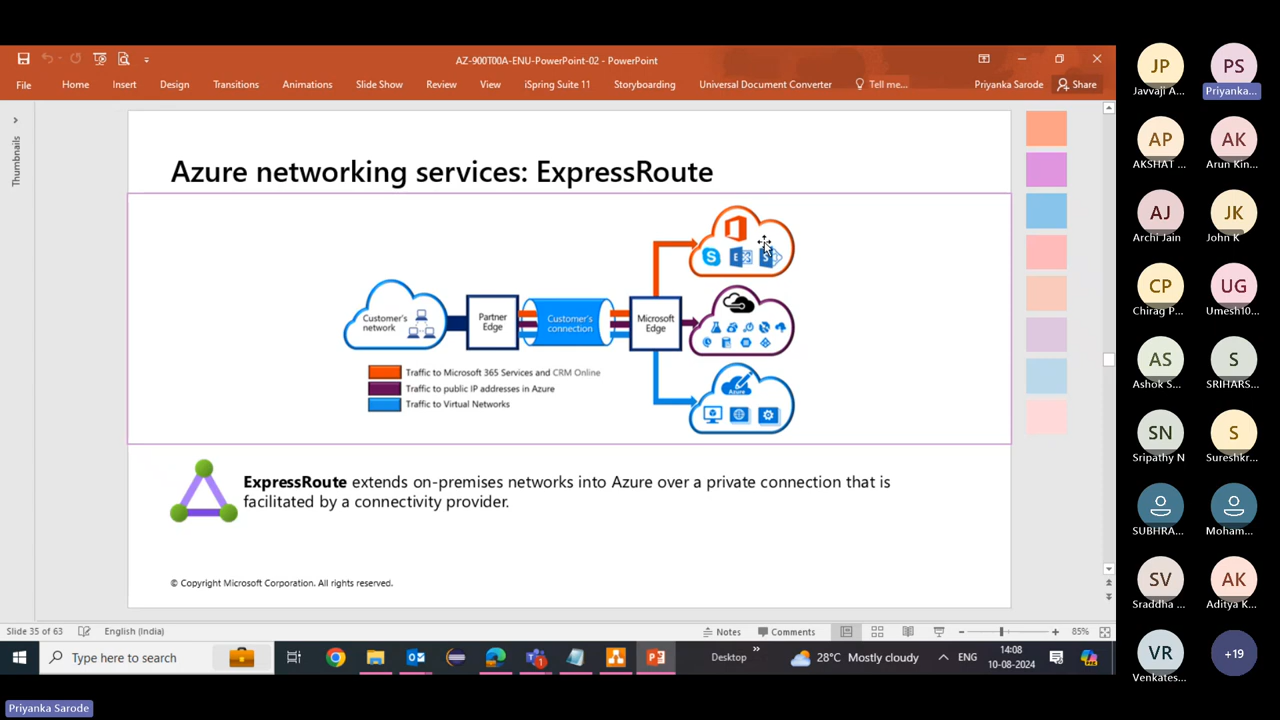 AZ-900T00A-ENU-PowerPoint-02 - PowerPoint
File Home Insert Design Transitions Animations Slide Show Review View iSpring Suite 11 Storyboarding Universal Document Converter Tell me... Priyanka Sarode Share
Thumbnails
Azure networking services: ExpressRoute
Customer's
network
Partner
Edge
Customer's
connection
Microsoft
Edge
Azure
Traffic to Microsoft 365 Services and CRM Online
Traffic to public IP addresses in Azure
Traffic to Virtual Networks
ExpressRoute extends on-premises networks into Azure over a private connection that is
facilitated by a connectivity provider.
© Copyright Microsoft Corporation. All rights reserved.
Slide 35 of 63 English (India) Notes Comments 85%
Type here to search Desktop 28°C Mostly cloudy ENG 14:08
10-08-2024
JP PS
Javvaji A... Priyanka...
AP AK
AKSHAT ... Arun Kin...
AJ JK
Archi Jain John K
CP UG
Chirag P... Umesh10...
AS S
Ashok S... SRIHARS...
SN S
Sripathy N Sureshkr...
SUBHRA... Moham...
SV AK
Sraddha ... Aditya K...
VR +19
Venkates...
Priyanka Sarode